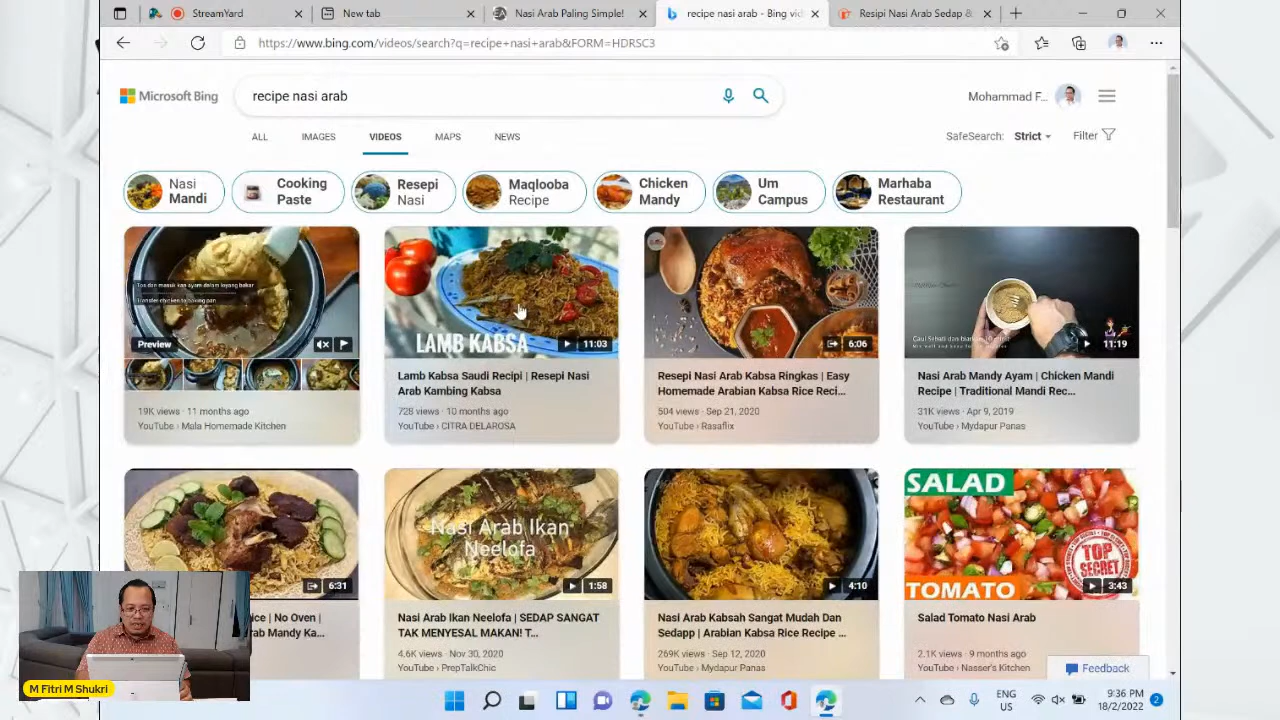 StreamYard
New tab
Nasi Arab Paling Simple!
recipe nasi arab - Bing vid
Resipi Nasi Arab Sedap &
https://www.bing.com/videos/search?q=recipe+nasi+arab&FORM=HDRSC3
Microsoft Bing
recipe nasi arab
Mohammad F...
ALL
IMAGES
VIDEOS
MAPS
NEWS
SafeSearch: Strict
Filter
Nasi
Mandi
Cooking
Paste
Resepi
Nasi
Maqlooba
Recipe
Chicken
Mandy
Um
Campus
Marhaba
Restaurant
Transfer chicken to baking pan
Preview
LAMB KABSA
11:03
6:06
11:19
19K views · 11 months ago
YouTube › Mala Homemade Kitchen
Lamb Kabsa Saudi Recipi | Resepi Nasi
Arab Kambing Kabsa
728 views · 10 months ago
YouTube › CITRA DELAROSA
Resepi Nasi Arab Kabsa Ringkas | Easy
Homemade Arabian Kabsa Rice Reci...
504 views · Sep 21, 2020
YouTube › Rasaflix
Nasi Arab Mandy Ayam | Chicken Mandi
Recipe | Traditional Mandi Rec...
31K views · Apr 9, 2019
YouTube › Mydapur Panas
6:31
Nasi Arab Ikan
Neelofa
1:58
4:10
SALAD
TOP
SECRET
TOMATO
3:43
ice | No Oven |
rab Mandy Ka...
Nasi Arab Ikan Neelofa | SEDAP SANGAT
TAK MENYESAL MAKAN! T...
4.6K views · Nov 30, 2020
YouTube › PrepTalkChic
Nasi Arab Kabsah Sangat Mudah Dan
Sedapp | Arabian Kabsa Rice Recipe ...
269K views · Sep 12, 2020
YouTube › Mydapur Panas
Salad Tomato Nasi Arab
2.1K views · 9 months ago
YouTube › Nasser's Kitchen
Feedback
M Fitri M Shukri
ENG
US
9:36 PM
18/2/2022
2